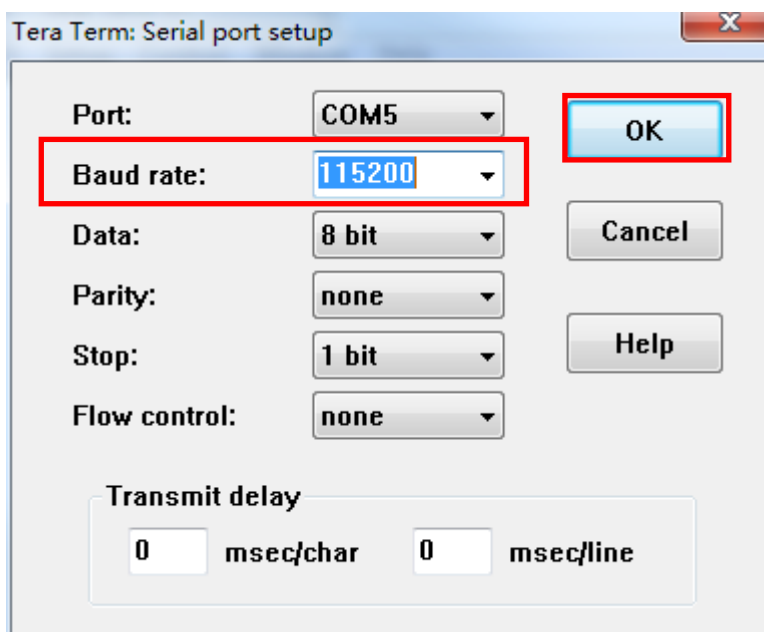 Tera Term: Serial port setup
x
Port: COM5 OK
Baud rate: 115200
Data: 8 bit Cancel
Parity: none
Stop: 1 bit Help
Flow control: none
Transmit delay
0 msec/char 0 msec/line